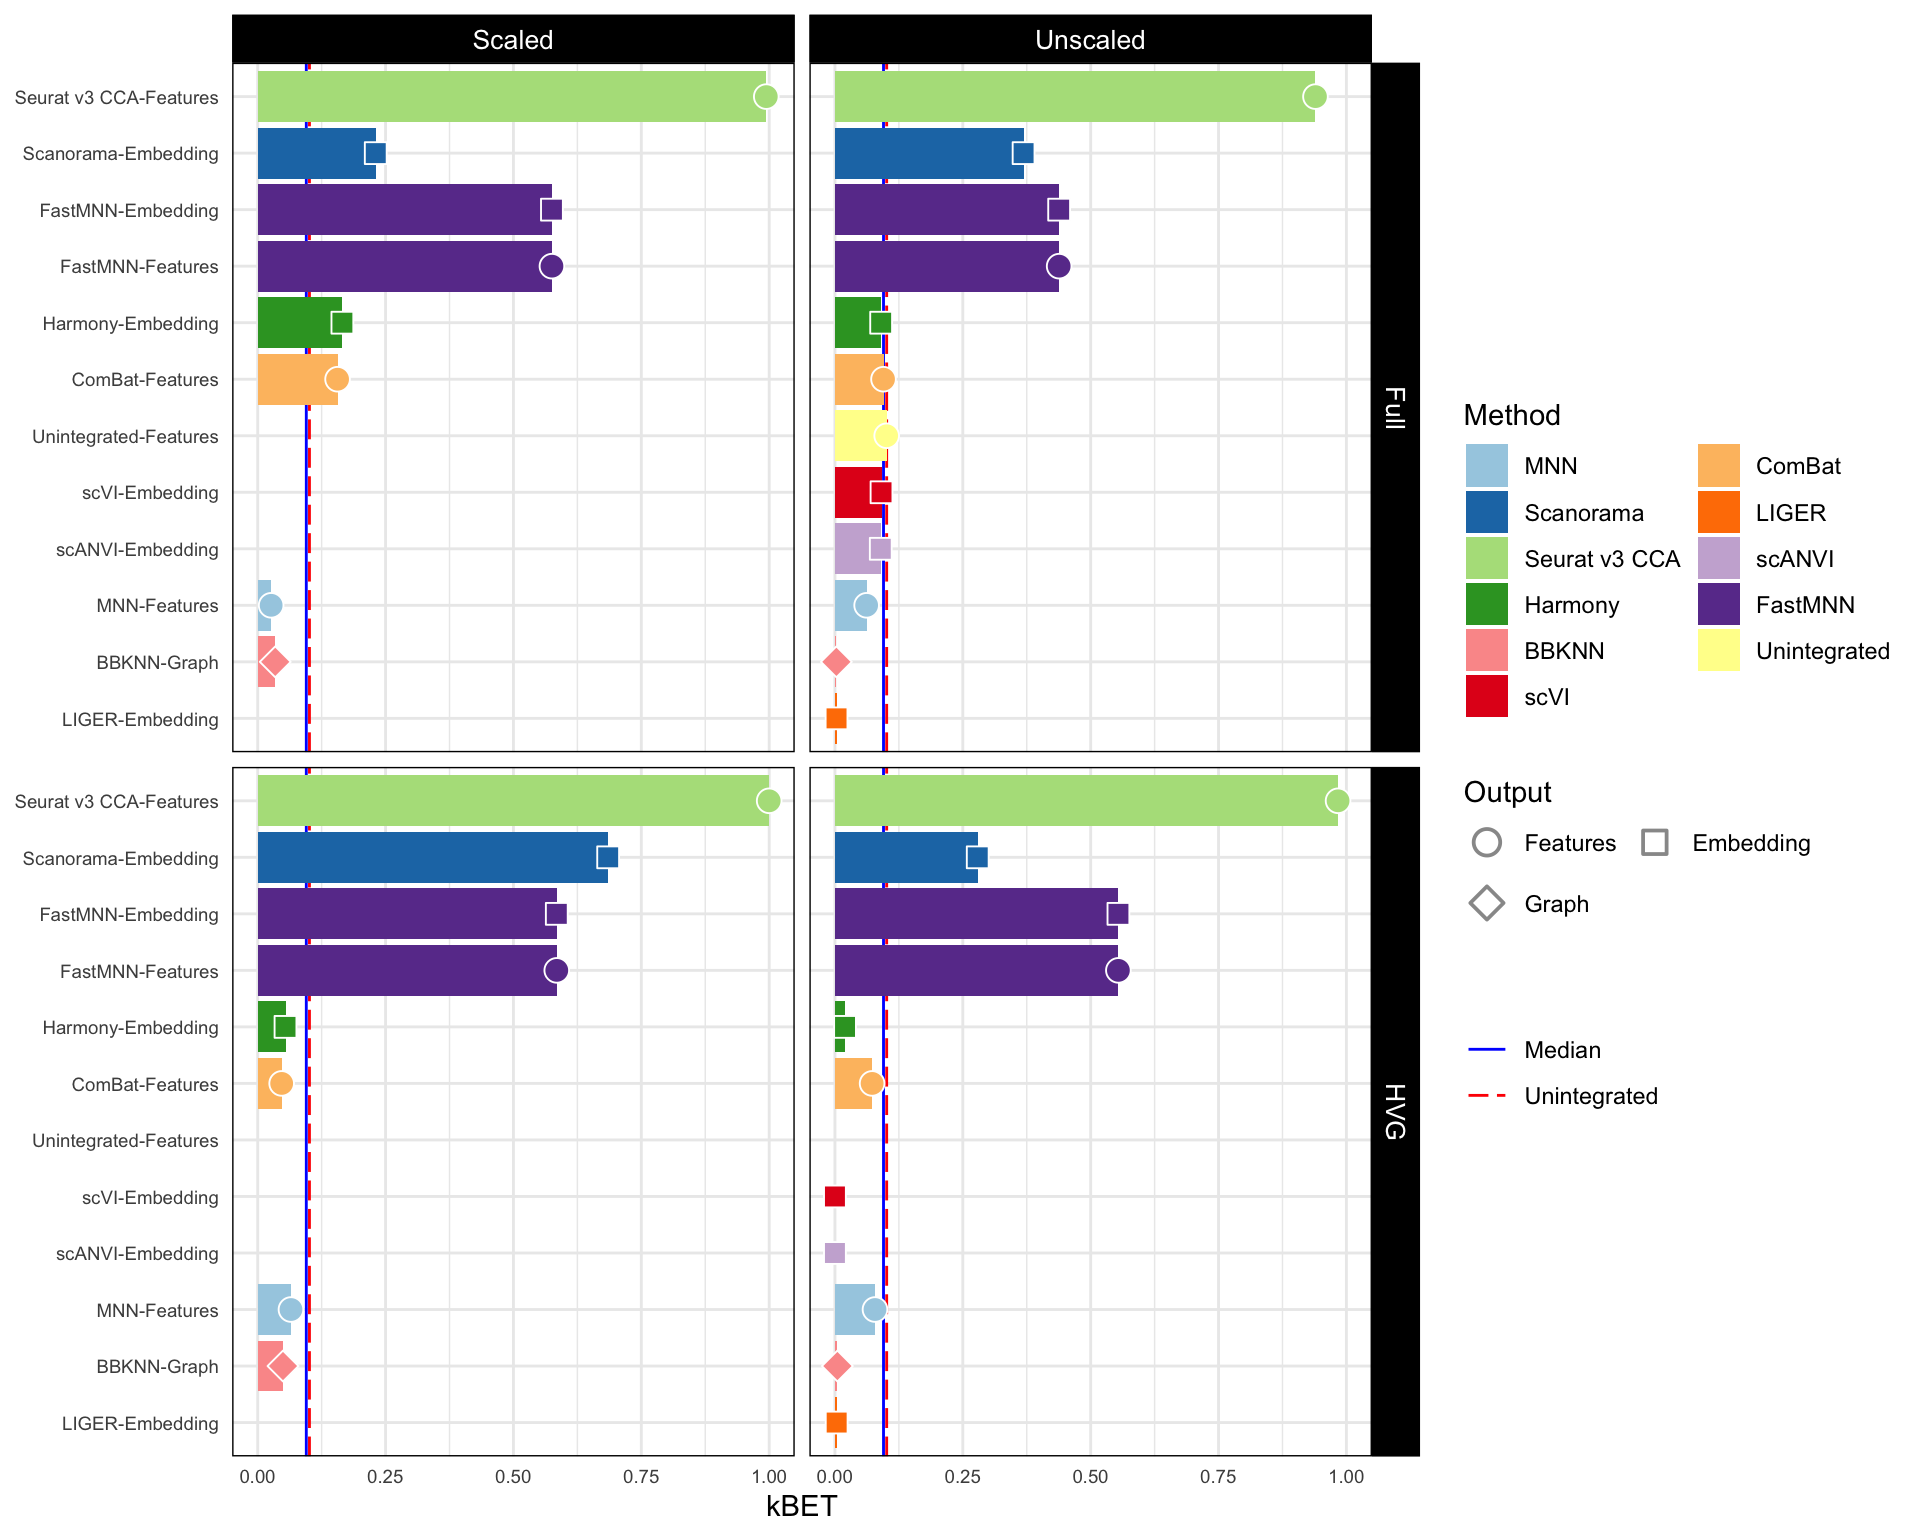 Scaled
Unscaled
Seurat v3 CCA-Features
Scanorama-Embedding
FastMNN-Embedding
FastMNN-Features
Harmony-Embedding
ComBat-Features
Unintegrated-Features
scVI-Embedding
scANVI-Embedding
MNN-Features
BBKNN-Graph
LIGER-Embedding
Full
Seurat v3 CCA-Features
Scanorama-Embedding
FastMNN-Embedding
FastMNN-Features
Harmony-Embedding
ComBat-Features
Unintegrated-Features
scVI-Embedding
scANVI-Embedding
MNN-Features
BBKNN-Graph
LIGER-Embedding
HVG
0.00 0.25 0.50 0.75 1.00
0.00 0.25 0.50 0.75 1.00
kBET
Method
MNN
Scanorama
Seurat v3 CCA
Harmony
BBKNN
scVI
ComBat
LIGER
scANVI
FastMNN
Unintegrated
Output
Features
Embedding
Graph
Median
Unintegrated